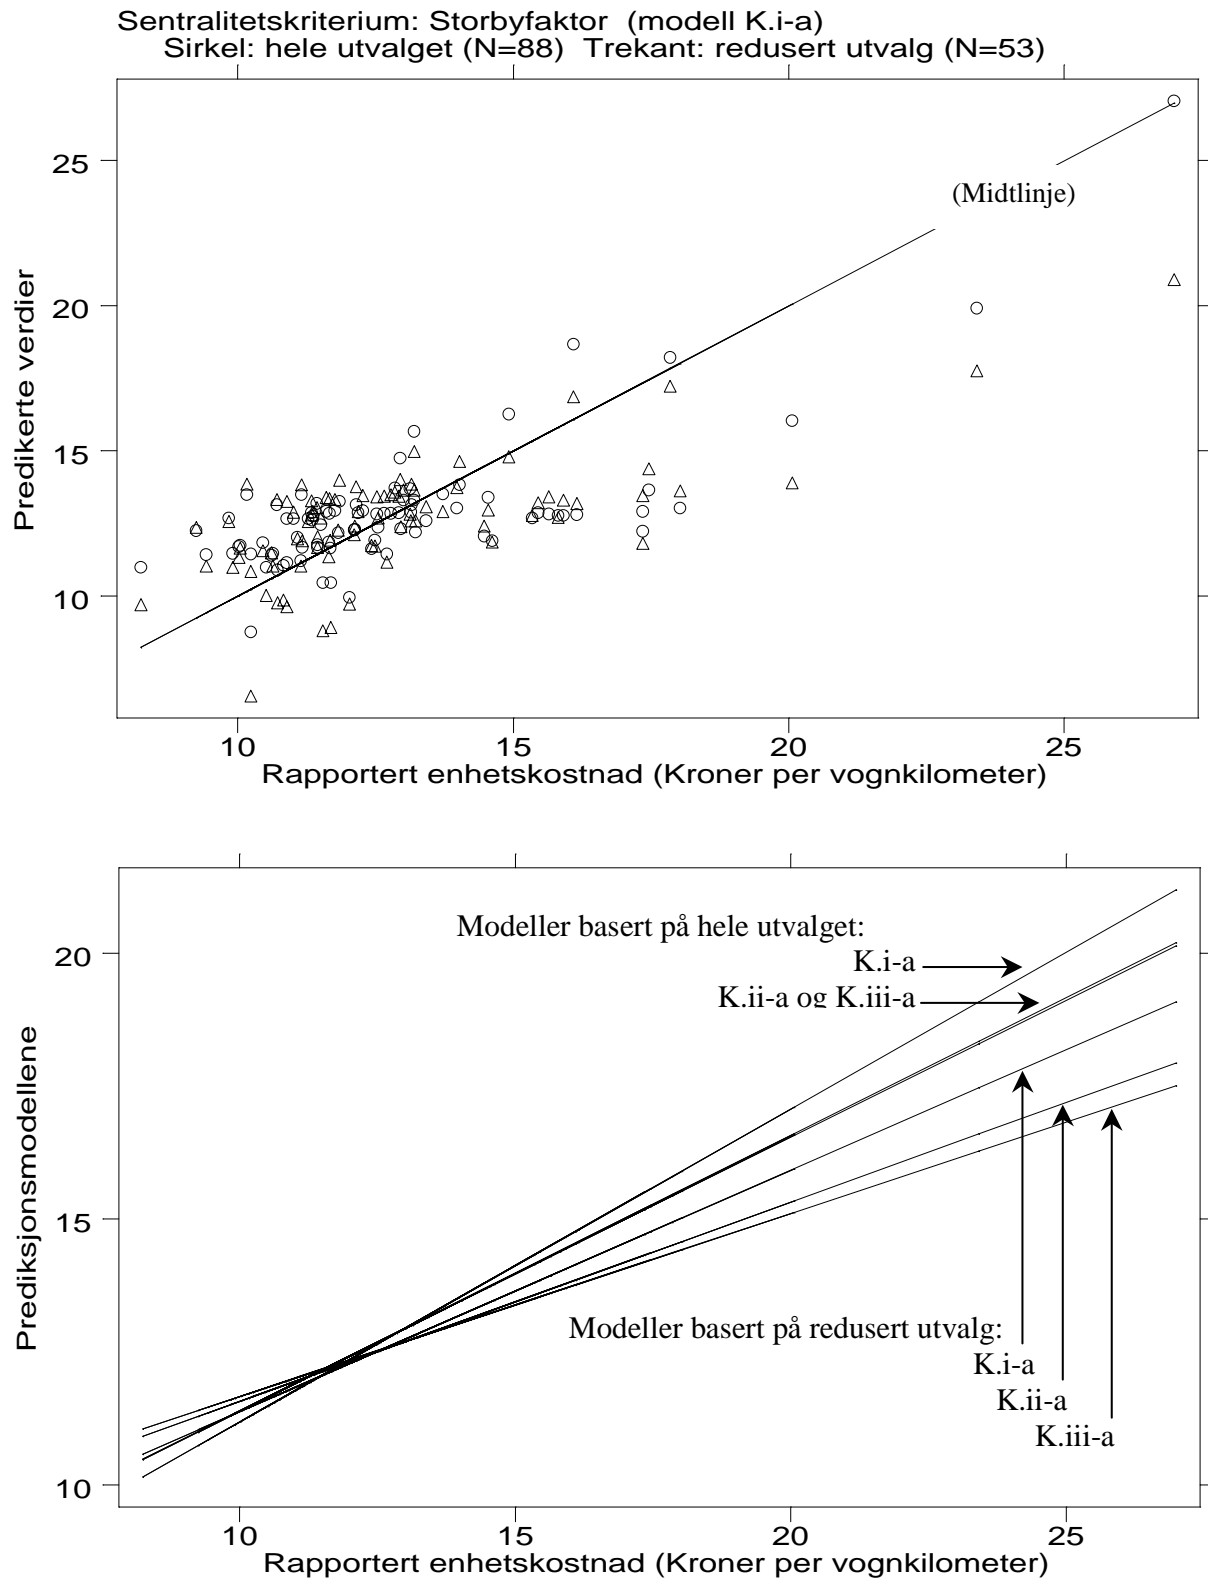 Sentralitetskriterium: Storbyfaktor (modell K.i-a)
Sirkel: hele utvalget (N=88) Trekant: redusert utvalg (N=53)
25
20
15
10
Predikerte verdier
(Midtlinje)
10 15 20 25
Rapportert enhetskostnad (Kroner per vognkilometer)
20
15
10
Prediksjonsmodellene
Modeller basert på hele utvalget:
K.i-a
K.ii-a og K.iii-a
Modeller basert på redusert utvalg:
K.i-a
K.ii-a
K.iii-a
10 15 20 25
Rapportert enhetskostnad (Kroner per vognkilometer)